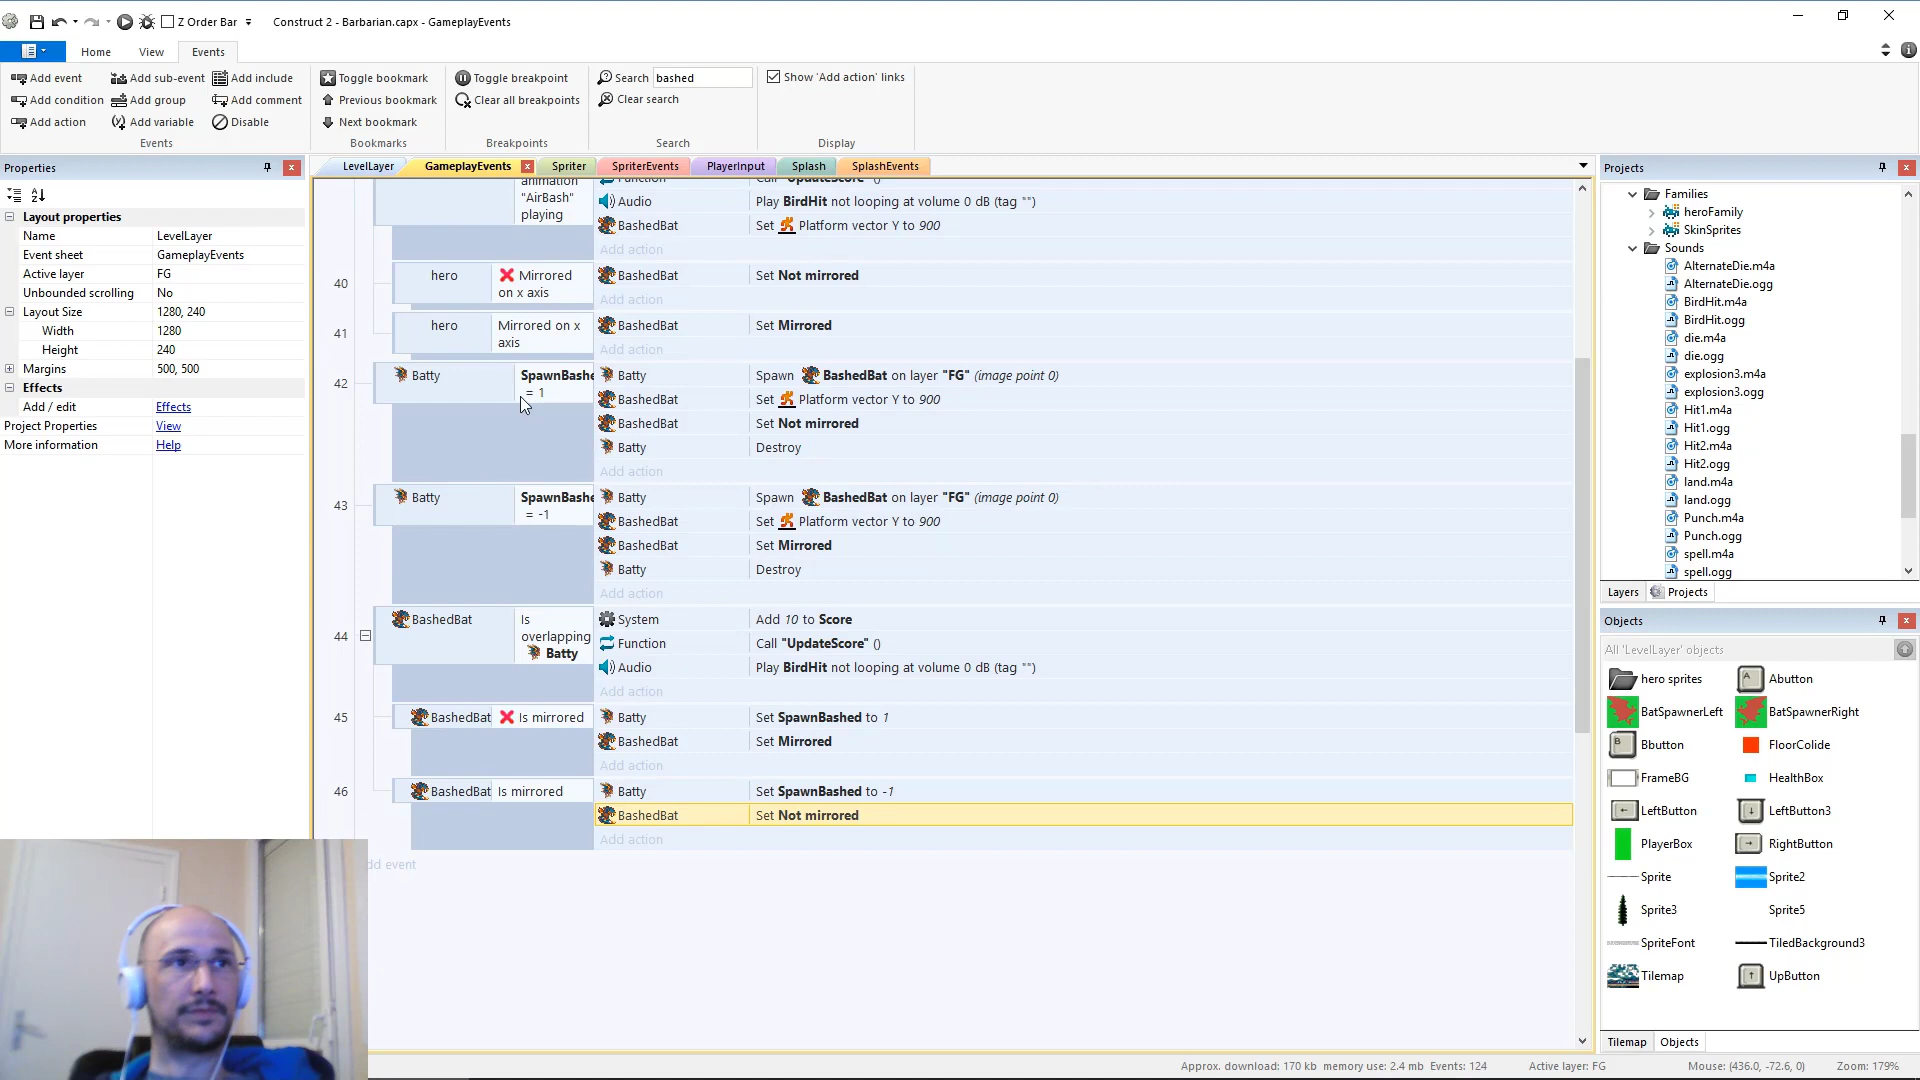 Z Order Bar
Construct 2 - Barbarian.capx - GameplayEvents
Home
View
Events
Add event
Add sub-event
Add include
Add condition
Add group
Add comment
Add action
Add variable
Disable
Events
Toggle bookmark
Previous bookmark
Next bookmark
Bookmarks
Toggle breakpoint
Clear all breakpoints
Breakpoints
Search bashed
Clear search
Search
Show 'Add action' links
Display
Properties
Layout properties
Name LevelLayer
Event sheet GameplayEvents
Active layer FG
Unbounded scrolling No
Layout Size 1280, 240
Width 1280
Height 240
Margins 500, 500
Effects
Add / edit Effects
Project Properties View
More information Help
LevelLayer
GameplayEvents
Spriter
SpriterEvents
PlayerInput
Splash
SplashEvents
animation
"AirBash"
playing
Function Call "UpdateScore" ()
Audio Play BirdHit not looping at volume 0 dB (tag "")
BashedBat Set Platform vector Y to 900
Add action
40 hero Mirrored on x axis
BashedBat Set Not mirrored
Add action
41 hero Mirrored on x axis
BashedBat Set Mirrored
Add action
42 Batty SpawnBashe = 1
Batty Spawn BashedBat on layer "FG" (image point 0)
BashedBat Set Platform vector Y to 900
BashedBat Set Not mirrored
Batty Destroy
Add action
43 Batty SpawnBashe = -1
Batty Spawn BashedBat on layer "FG" (image point 0)
BashedBat Set Platform vector Y to 900
BashedBat Set Mirrored
Batty Destroy
Add action
44 BashedBat Is overlapping Batty
System Add 10 to Score
Function Call "UpdateScore" ()
Audio Play BirdHit not looping at volume 0 dB (tag "")
Add action
45 BashedBat Is mirrored
Batty Set SpawnBashed to 1
BashedBat Set Mirrored
Add action
46 BashedBat Is mirrored
Batty Set SpawnBashed to -1
BashedBat Set Not mirrored
Add action
dd event
Projects
Families
heroFamily
SkinSprites
Sounds
AlternateDie.m4a
AlternateDie.ogg
BirdHit.m4a
BirdHit.ogg
die.m4a
die.ogg
explosion3.m4a
explosion3.ogg
Hit1.m4a
Hit1.ogg
Hit2.m4a
Hit2.ogg
land.m4a
land.ogg
Punch.m4a
Punch.ogg
spell.m4a
spell.ogg
Layers
Projects
Objects
All 'LevelLayer' objects
hero sprites
Abutton
BatSpawnerLeft
BatSpawnerRight
Bbutton
FloorColide
FrameBG
HealthBox
LeftButton
LeftButton3
PlayerBox
RightButton
Sprite
Sprite2
Sprite3
Sprite5
SpriteFont
TiledBackground3
Tilemap
UpButton
Tilemap
Objects
Approx. download: 170 kb memory use: 2.4 mb Events: 124
Active layer: FG
Mouse: (436.0, -72.6, 0)
Zoom: 179%